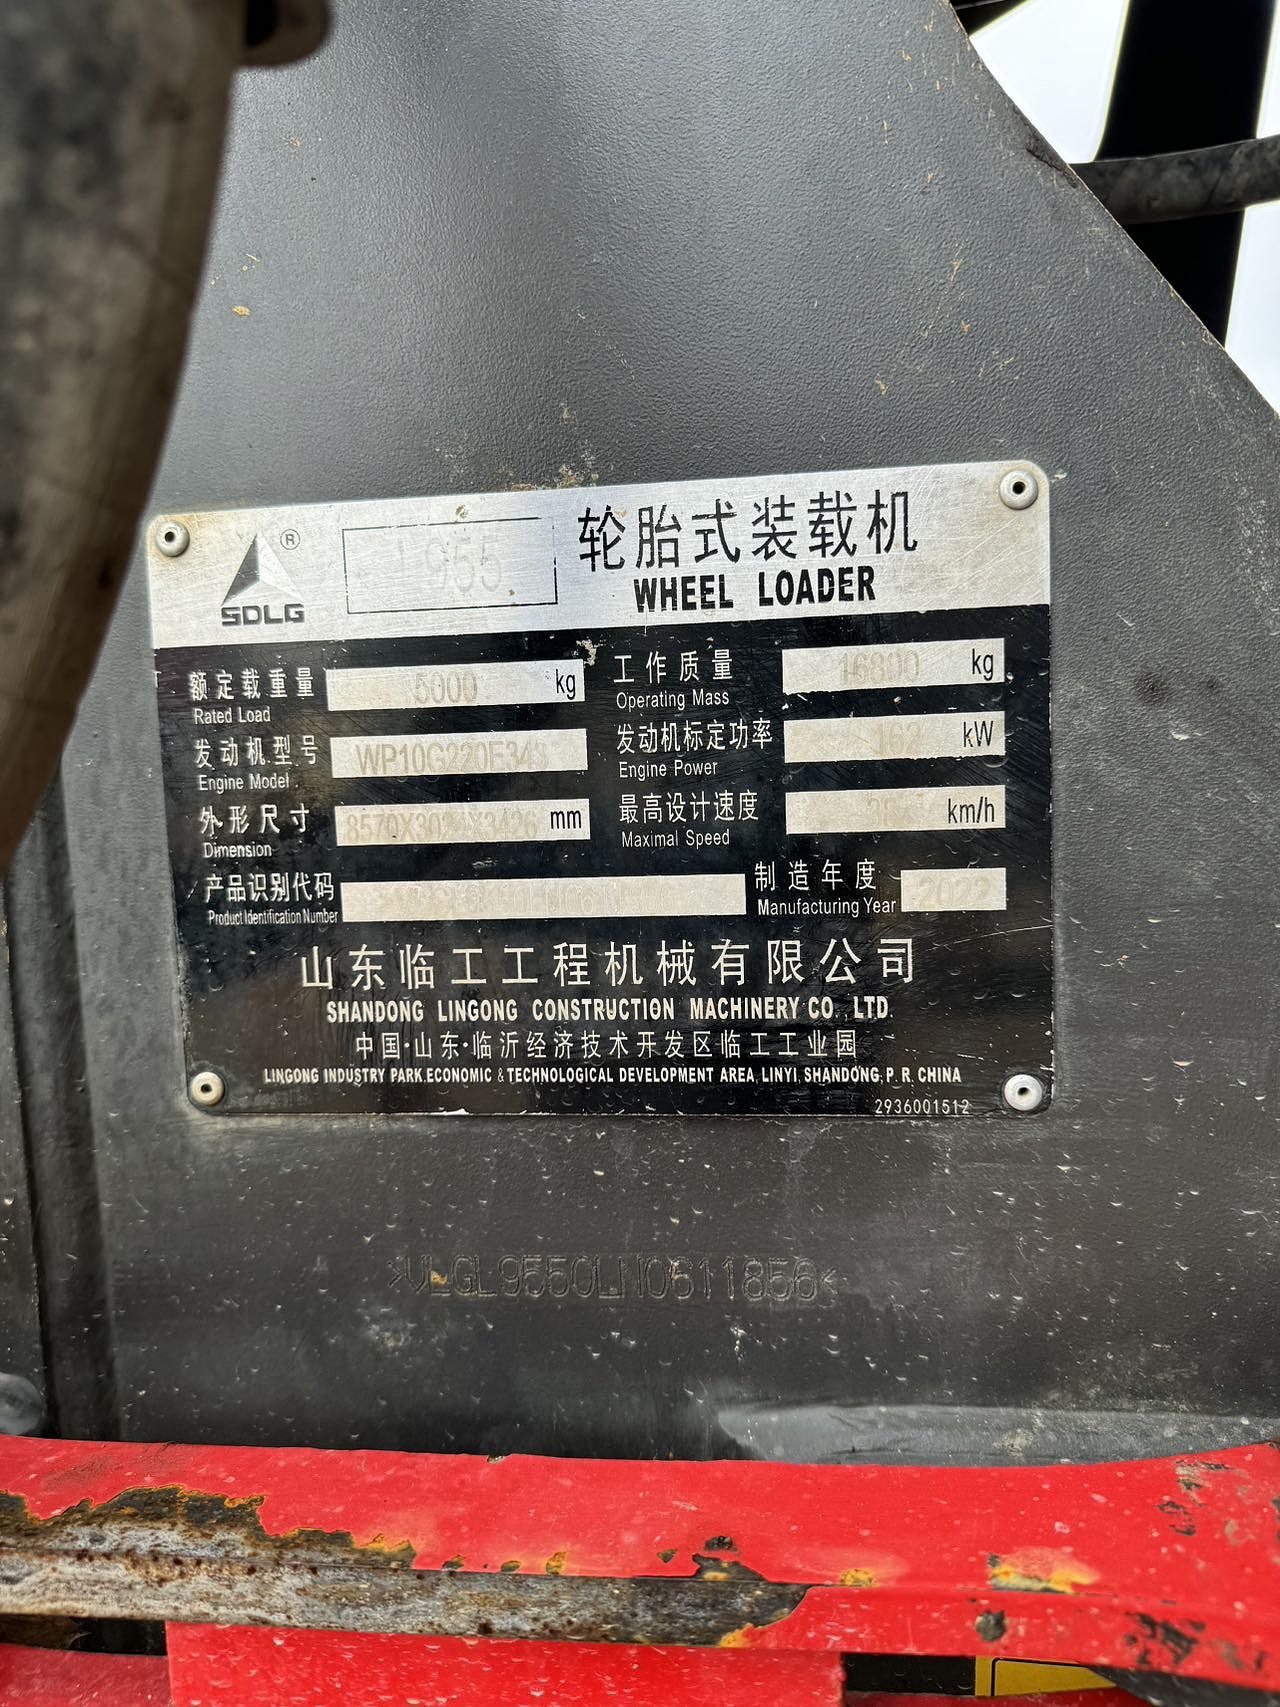 SDLG ®
L955
轮胎式装载机
WHEEL LOADER
额定载重量 5000 kg
Rated Load
工作质量 16800 kg
Operating Mass
发动机型号 WP10G220E343
Engine Model
发动机标定功率 162 kW
Engine Power
外形尺寸 mm
Dimension
最高设计速度 km/h
Maximal Speed
产品识别代码
Product Identification Number
制造年度
Manufacturing Year
山东临工工程机械有限公司
SHANDONG LINGONG CONSTRUCTION MACHINERY CO., LTD.
中国·山东·临沂经济技术开发区临工工业园
LINGONG INDUSTRY PARK.ECONOMIC & TECHNOLOGICAL DEVELOPMENT AREA, LINYI, SHANDONG, P. R. CHINA
2936001512